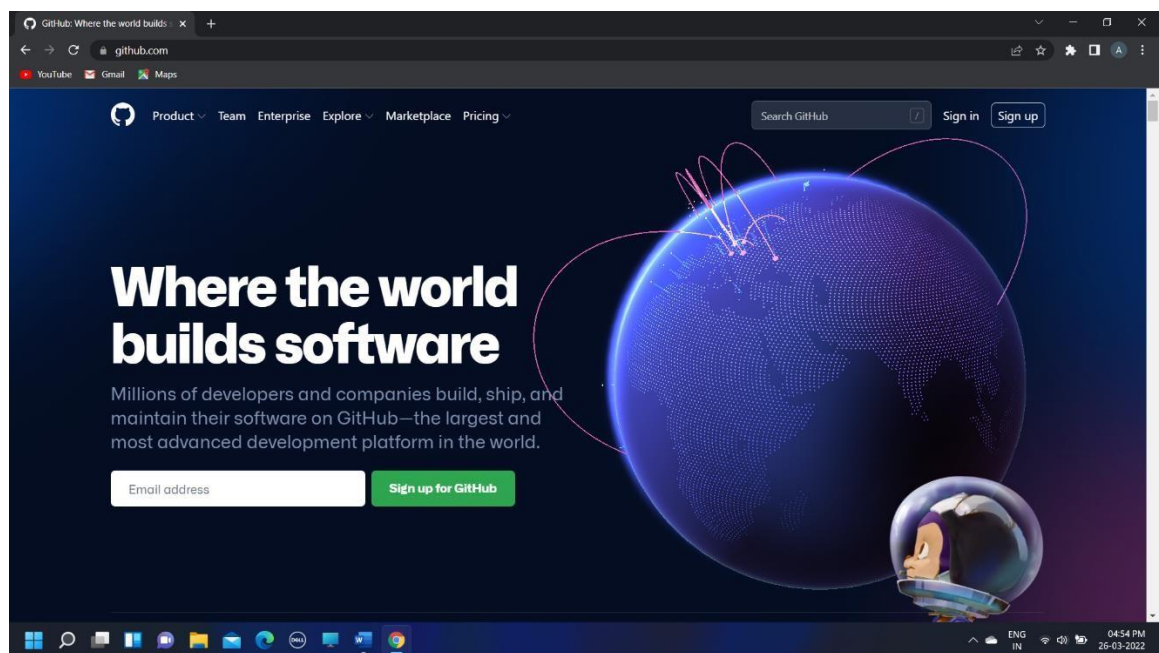 GitHub: Where the world builds s
github.com
A
YouTube Gmail Maps
Product Team Enterprise Explore Marketplace Pricing Search GitHub / Sign in Sign up
Where the world
builds software
Millions of developers and companies build, ship, and
maintain their software on GitHub—the largest and
most advanced development platform in the world.
Email address Sign up for GitHub
DELL W ENG 04:54 PM
IN 26-03-2022